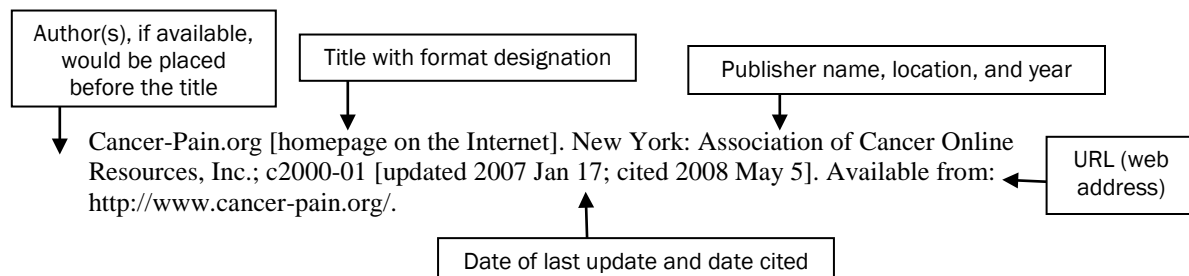 Author(s), if available,
would be placed
before the title
Title with format designation
Publisher name, location, and year
Cancer-Pain.org [homepage on the Internet]. New York: Association of Cancer Online
Resources, Inc.; c2000-01 [updated 2007 Jan 17; cited 2008 May 5]. Available from:
http://www.cancer-pain.org/.
URL (web
address)
Date of last update and date cited